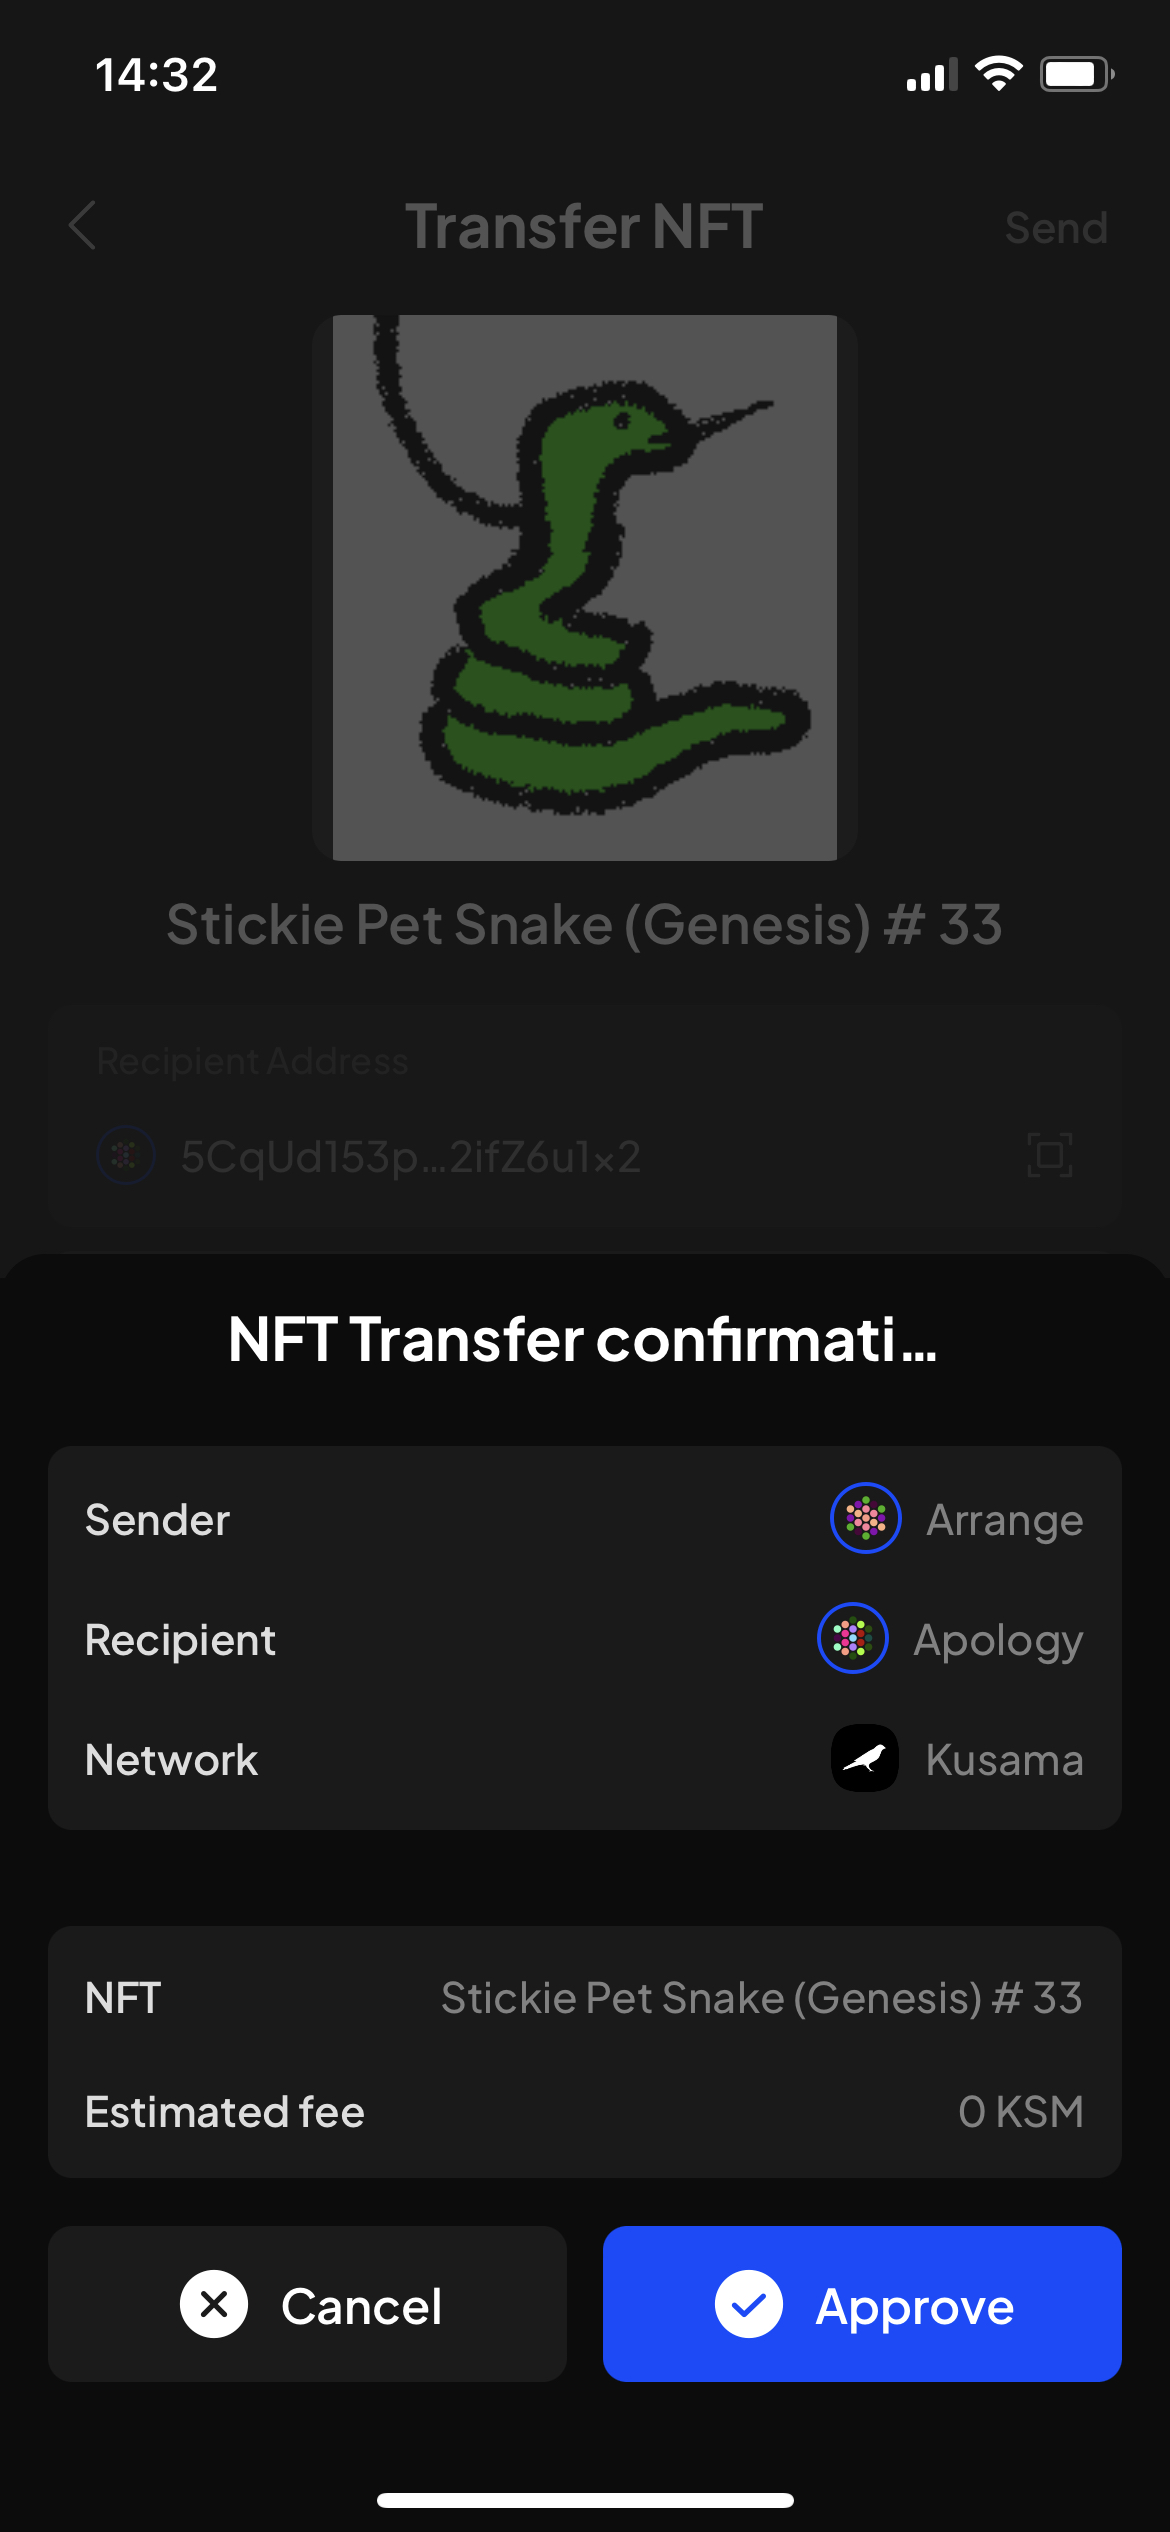 14:32
Transfer NFT
Send
Stickie Pet Snake (Genesis) # 33
Recipient Address
5CqUd153p...2ifZ6u1x2
NFT Transfer confirmati...
Sender
Arrange
Recipient
Apology
Network
Kusama
NFT
Stickie Pet Snake (Genesis) # 33
Estimated fee
0 KSM
Cancel
Approve